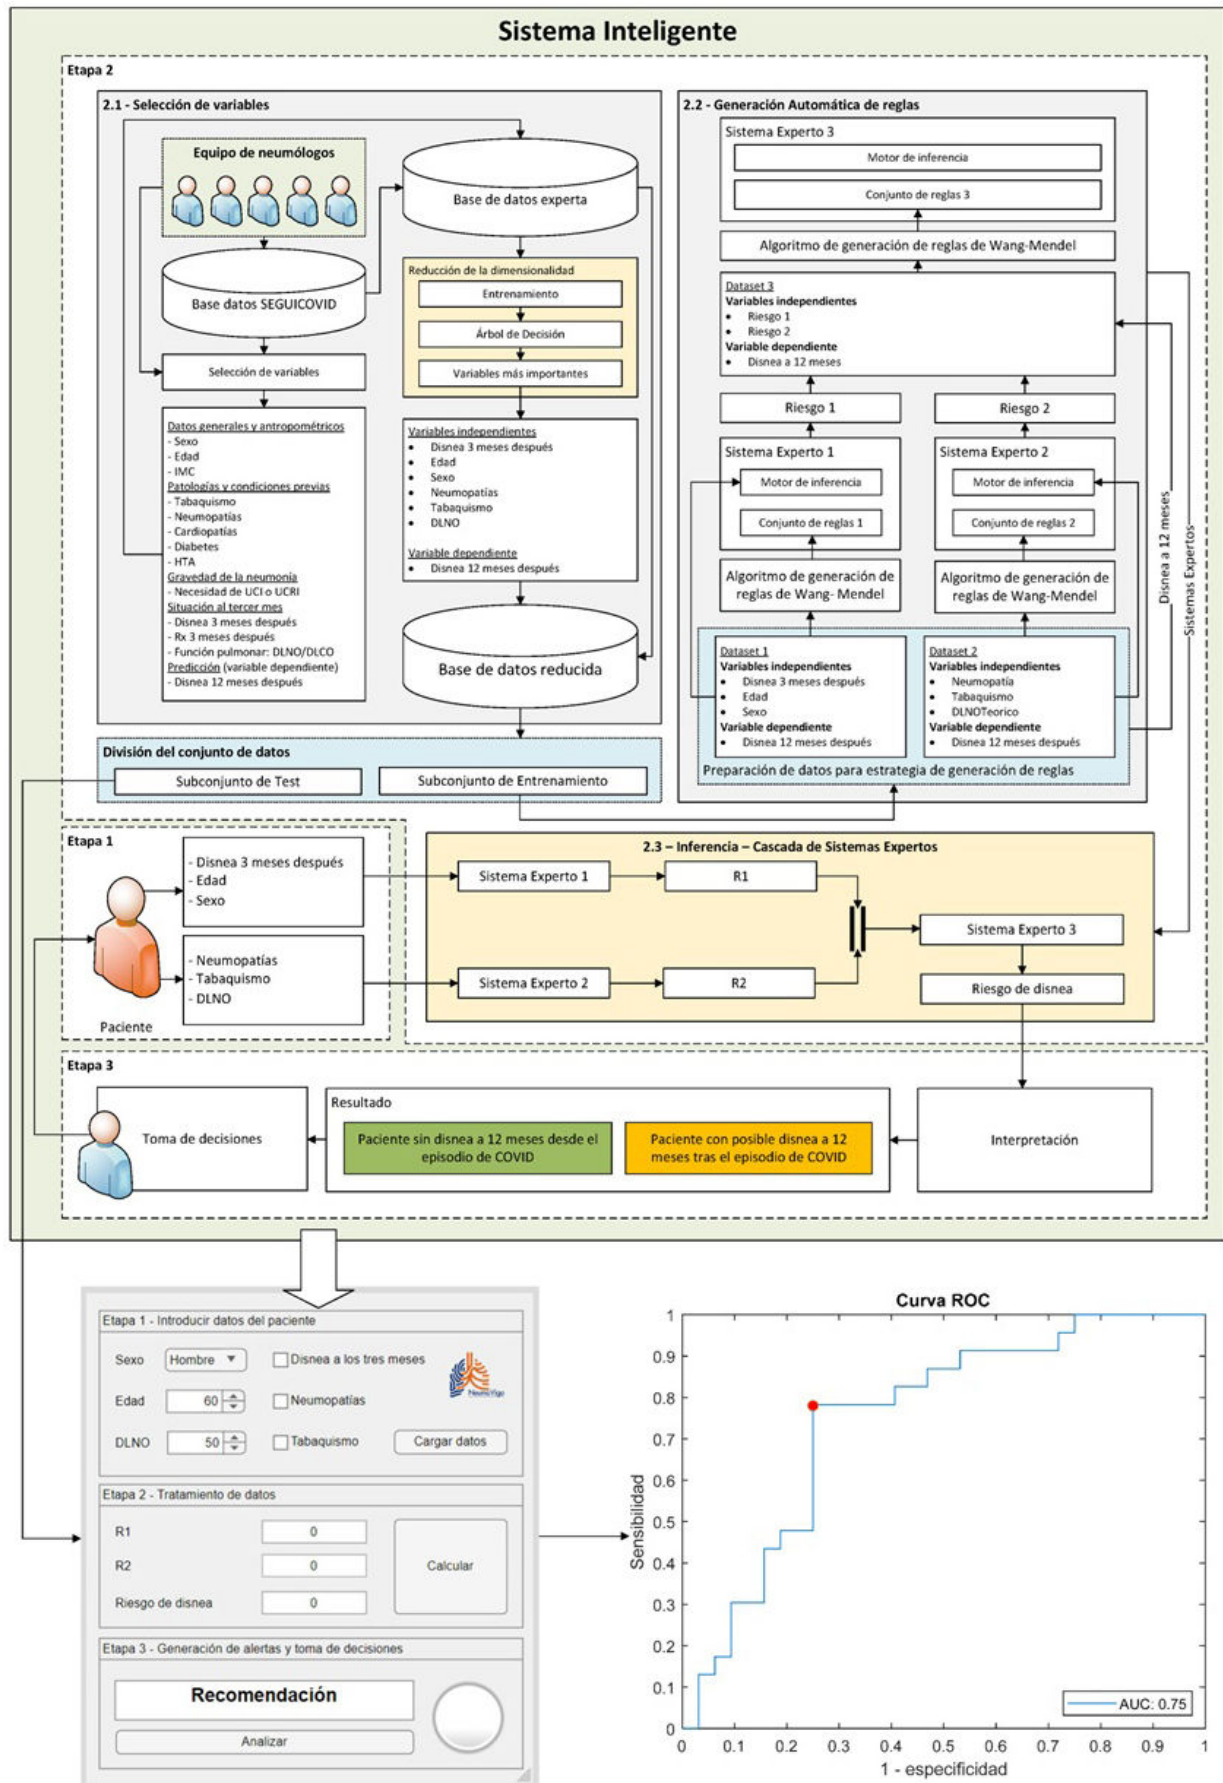 Sistema Inteligente
Etapa 2
2.1 - Selección de variables
Equipo de neumólogos
Base datos SEGUICOVID
Selección de variables
Datos generales y antropométricos
- Sexo
- Edad
- IMC
Patologías y condiciones previas
- Tabaquismo
- Neumopatías
- Cardiopatías
- Diabetes
- HTA
Gravedad de la neumonía
- Necesidad de UCI o UCRI
Situación al tercer mes
- Disnea 3 meses después
- Rx 3 meses después
- Función pulmonar: DLNO/DLCO
Predicción (variable dependiente)
- Disnea 12 meses después
Base de datos experta
Reducción de la dimensionalidad
Entrenamiento
Árbol de Decisión
Variables más importantes
Variables independientes
• Disnea 3 meses después
• Edad
• Sexo
• Neumopatías
• Tabaquismo
• DLNO
Variable dependiente
• Disnea 12 meses después
Base de datos reducida
División del conjunto de datos
Subconjunto de Test
Subconjunto de Entrenamiento
2.2 - Generación Automática de reglas
Sistema Experto 3
Motor de inferencia
Conjunto de reglas 3
Algoritmo de generación de reglas de Wang-Mendel
Dataset 3
Variables independientes
• Riesgo 1
• Riesgo 2
Variable dependiente
• Disnea a 12 meses
Riesgo 1
Riesgo 2
Sistema Experto 1
Motor de inferencia
Conjunto de reglas 1
Sistema Experto 2
Motor de inferencia
Conjunto de reglas 2
Algoritmo de generación de
reglas de Wang- Mendel
Algoritmo de generación de
reglas de Wang-Mendel
Dataset 1
Variables independientes
• Disnea 3 meses después
• Edad
• Sexo
Variable dependiente
• Disnea 12 meses después
Dataset 2
Variables independientes
• Neumopatía
• Tabaquismo
• DLNOTeorico
Variable dependiente
• Disnea 12 meses después
Preparación de datos para estrategia de generación de reglas
Disnea a 12 meses
Sistemas Expertos
Etapa 1
Paciente
- Disnea 3 meses después
- Edad
- Sexo
- Neumopatías
- Tabaquismo
- DLNO
2.3 – Inferencia – Cascada de Sistemas Expertos
Sistema Experto 1
R1
Sistema Experto 2
R2
Sistema Experto 3
Riesgo de disnea
Etapa 3
Toma de decisiones
Resultado
Paciente sin disnea a 12 meses desde el
episodio de COVID
Paciente con posible disnea a 12
meses tras el episodio de COVID
Interpretación
Etapa 1 - Introducir datos del paciente
Sexo Hombre Disnea a los tres meses
NeumoVigo
Edad 60 Neumopatías
DLNO 50 Tabaquismo Cargar datos
Etapa 2 - Tratamiento de datos
R1 0
R2 0
Calcular
Riesgo de disnea 0
Etapa 3 - Generación de alertas y toma de decisiones
Recomendación
Analizar
Curva ROC
Sensibilidad
1
0.9
0.8
0.7
0.6
0.5
0.4
0.3
0.2
0.1
0
AUC: 0.75
0 0.1 0.2 0.3 0.4 0.5 0.6 0.7 0.8 0.9 1
1 - especificidad